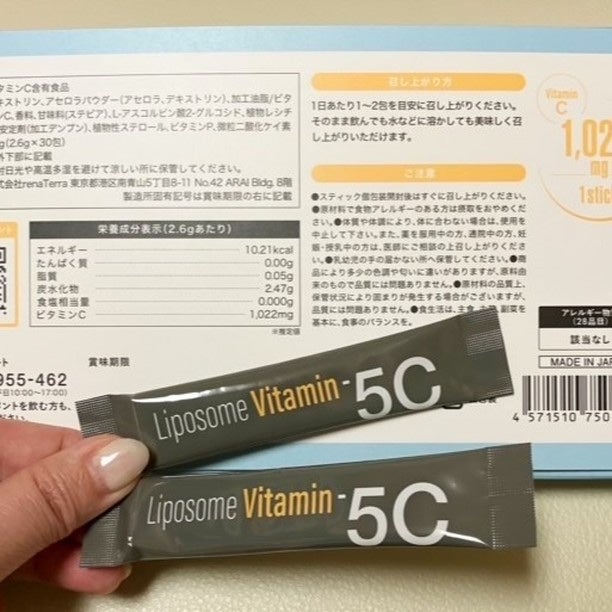 タミンC含有食品
キストリン、アセロラパウダー(アセロラ、デキストリン)、加工油脂/ビタ
C、香料、甘味料(ステビア)、L-アスコルビン酸2-グルコシド、植物レシチ
安定剤(加工デンプン)、植物性ステロール、ビタミンP、微粒二酸化ケイ素
g(2.6g×30包)
外下部に記載
射日光や高温多湿を避けて涼しい所に保管してください。
式会社renaTerra 東京都港区南青山5丁目8-11 No.42 ARAI Bldg. 8階
製造所固有記号は賞味期限の右に記載
栄養成分表示(2.6gあたり)
エネルギー 10.21kcal
たんぱく質 0.00g
脂質 0.05g
炭水化物 2.47g
食塩相当量 0.000g
ビタミンC 1,022mg
※推定値
賞味期限
955-462
日10:00〜17:00)
メントを飲む方も、
ださい。
召し上がり方
1日あたり1〜2包を目安に召し上がりください。
そのまま飲んでも水などに溶かしても美味しく召
し上がりいただけます。
ご注意
●スティック個包装開封後はすぐに召し上がりください。
●原材料で食物アレルギーのある方は摂取をおやめくだ
さい。●体質や体調により、体に合わない場合は、使用を
中止して下さい。また、薬を服用中の方、通院中の方、妊
娠・授乳中の方は、医師にご相談の上召し上がりくださ
い。●乳幼児の手の届かない所へ保管してください。●商
品により多少の色調や匂いに違いがありますが、原料由
来のもので品質には問題ありません。●原材料の品質上、
保管状況により固まりが発生する場合がございますが、
品質には問題ありません。●食生活は、主食、主菜、副菜を
基本に、食事のバランスを。
Vitamin
C
1,02
mg
1stic
アレルギー物
(28品目)
該当なし
MADE IN JAP
4 571510 750
Liposome Vitamin-5C
Liposome Vitamin-5C